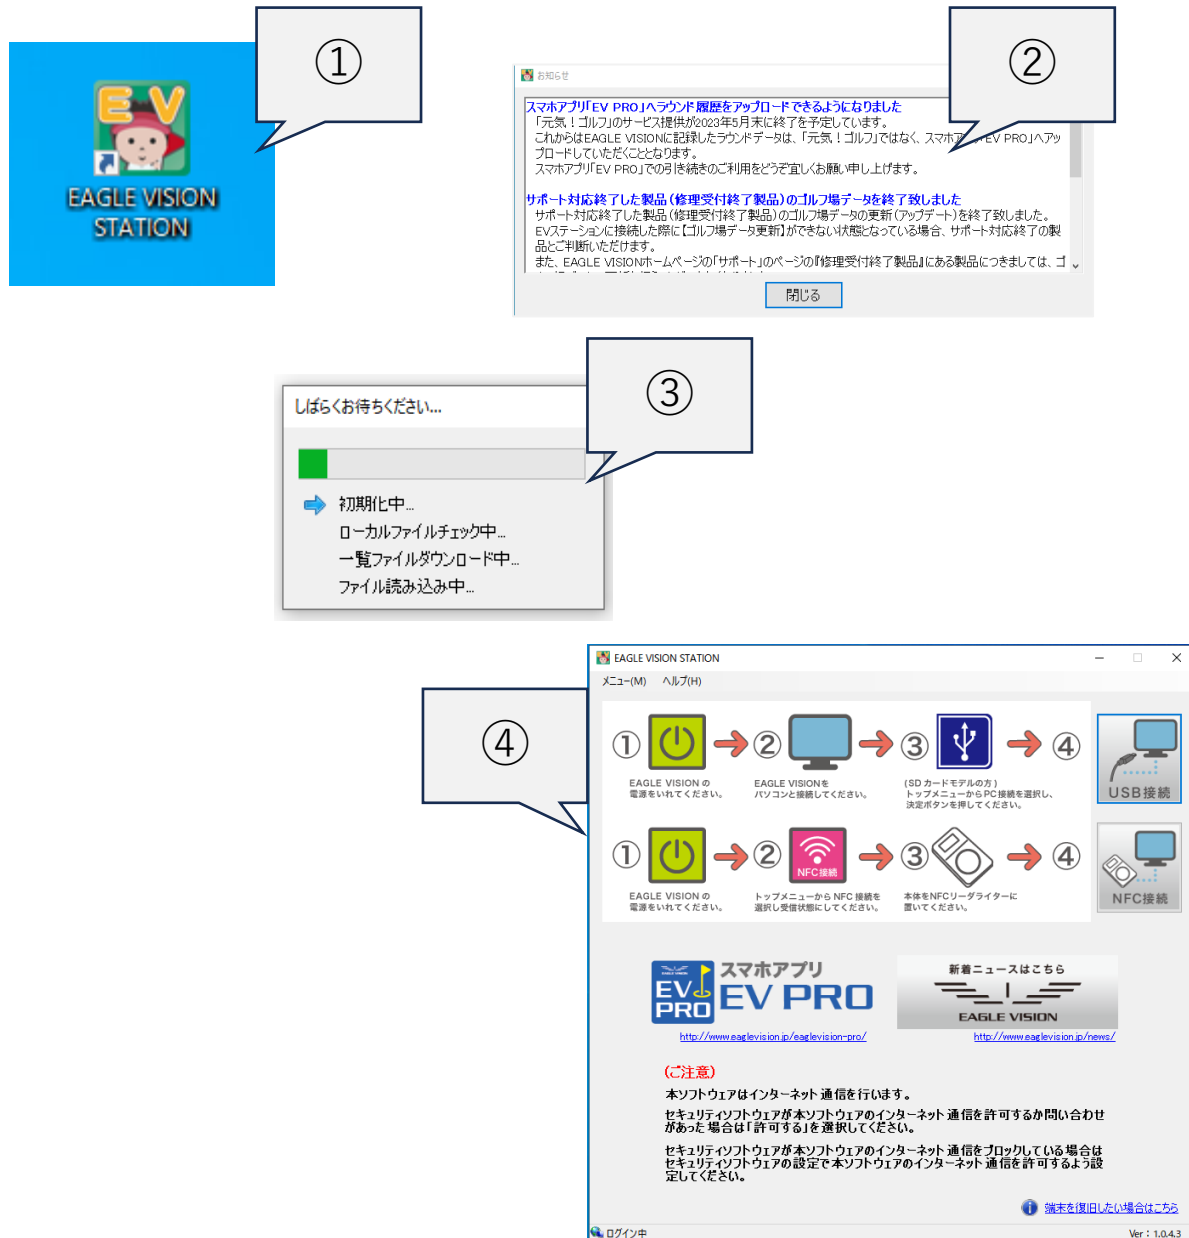 ①
EV
EAGLE VISION
STATION
②
お知らせ
スマホアプリ「EV PRO」へラウンド履歴をアップロードできるようになりました
「元気！ゴルフ」のサービス提供が2023年5月末に終了を予定しています。
これからはEAGLE VISIONに記録したラウンドデータは、「元気！ゴルフ」ではなく、スマホア EV PRO」へアッ
プロードしていただくこととなります。
スマホアプリ「EV PRO」での引き続きのご利用をどうぞ宜しくお願い申し上げます。
サポート対応終了した製品（修理受付終了製品）のゴルフ場データを終了致しました
サポート対応終了した製品（修理受付終了製品）のゴルフ場データの更新（アップデート）を終了致しました。
EVステーションに接続した際に【ゴルフ場データ更新】ができない状態となっている場合、サポート対応終了の製
品とご判断いただけます。
また、EAGLE VISIONホームページの「サポート」のページの『修理受付終了製品』にある製品につきましては、ゴ
閉じる
③
しばらくお待ちください...
初期化中...
ローカルファイルチェック中...
一覧ファイルダウンロード中...
ファイル読み込み中...
④
EAGLE VISION STATION
メニュー(M) ヘルプ(H)
① ② ③ ④
EAGLE VISION の
電源をいれてください。
EAGLE VISIONを
パソコンと接続してください。
(SD カードモデルの方)
トップメニューからPC接続を選択し、
決定ボタンを押してください。
USB接続
① ② ③ ④
NFC接続
EAGLE VISION の
電源をいれてください。
トップメニューから NFC 接続を
選択し受信状態にしてください。
本体をNFCリーダライターに
置いてください。
NFC接続
EV
PRO
スマホアプリ
EV PRO
http://www.eaglevision.jp/eaglevision-pro/
新着ニュースはこちら
EAGLE VISION
http://www.eaglevision.jp/news/
(ご注意)
本ソフトウェアはインターネット通信を行います。
セキュリティソフトウェアが本ソフトウェアのインターネット通信を許可するか問い合わせ
があった場合は「許可する」を選択してください。
セキュリティソフトウェアが本ソフトウェアのインターネット通信をブロックしている場合は
セキュリティソフトウェアの設定で本ソフトウェアのインターネット通信を許可するよう設
定してください。
端末を復旧したい場合はこちら
ログイン中
Ver : 1.0.4.3